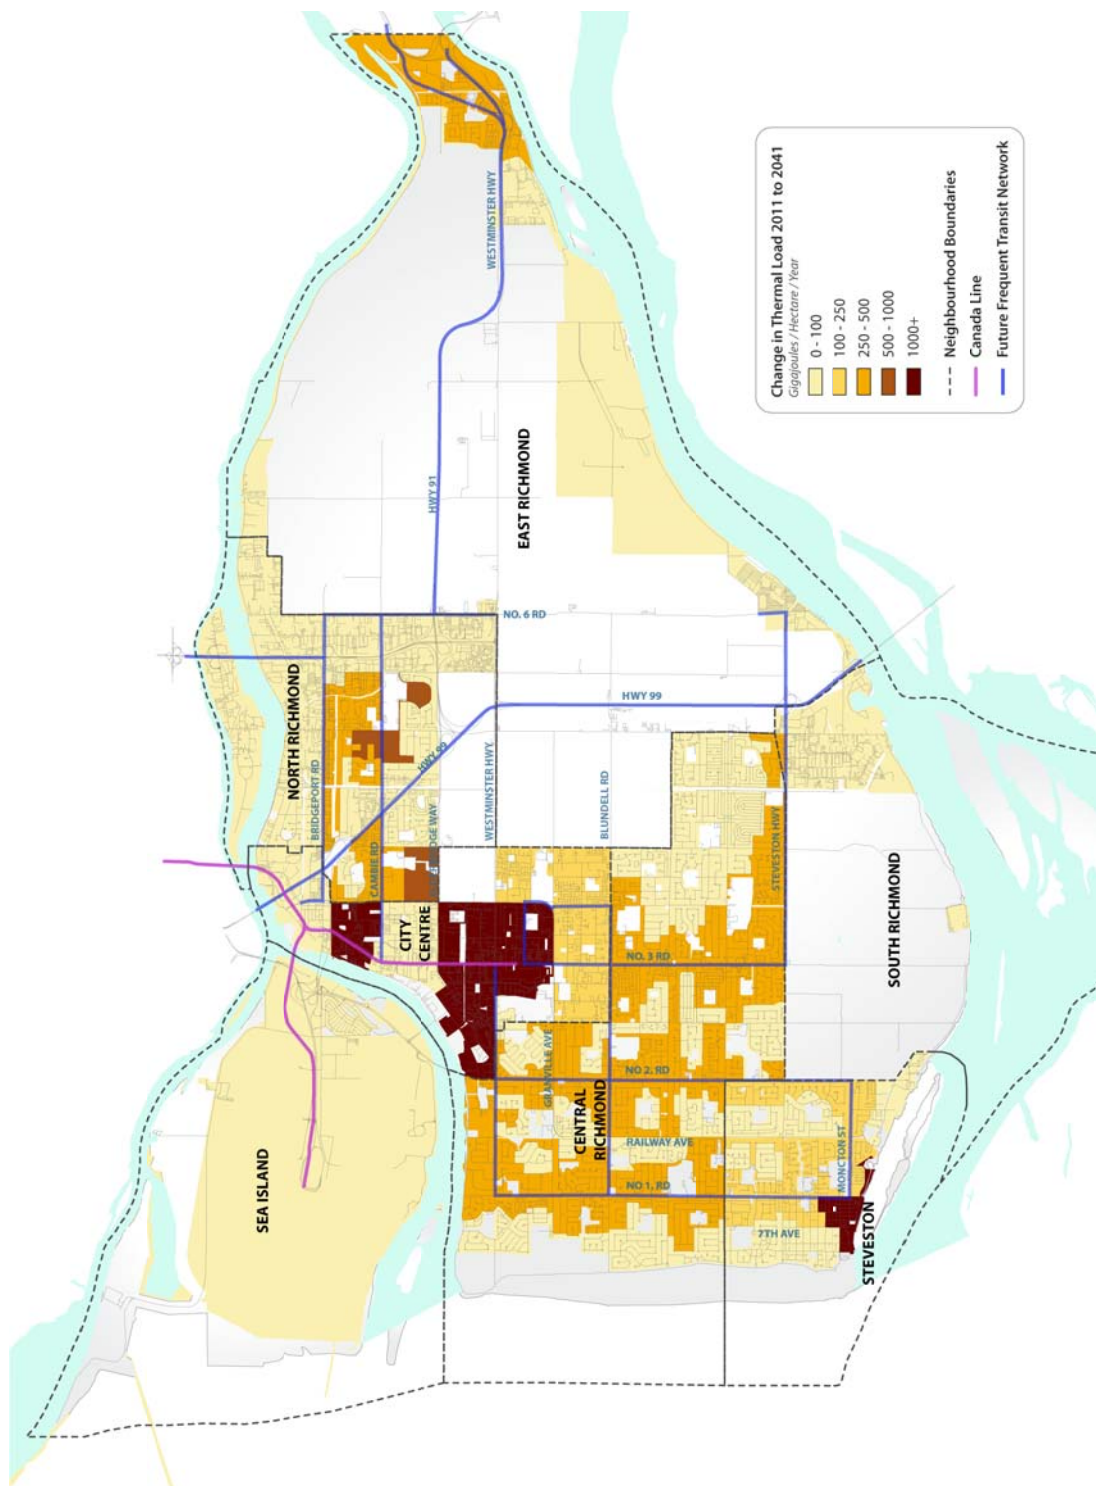 Change in Thermal Load 2011 to 2041
Gigajoules / Hectare / Year
0 - 100
100 - 250
250 - 500
500 - 1000
1000+
Neighbourhood Boundaries
Canada Line
Future Frequent Transit Network
WESTMINSTER HWY
HWY 91
EAST RICHMOND
NO. 6 RD
NORTH RICHMOND
BRIDGEPORT RD
CAMBIE RD
HWY 99
WESTMINSTER HWY
HWY 99
BLUNDELL RD
STEVESTON HWY
CITY
CENTRE
NO. 3 RD
SOUTH RICHMOND
GRANVILLE AVE
NO 2. RD
CENTRAL
RICHMOND
RAILWAY AVE
NO 1. RD
MONCTON ST
7TH AVE
STEVESTON
SEA ISLAND